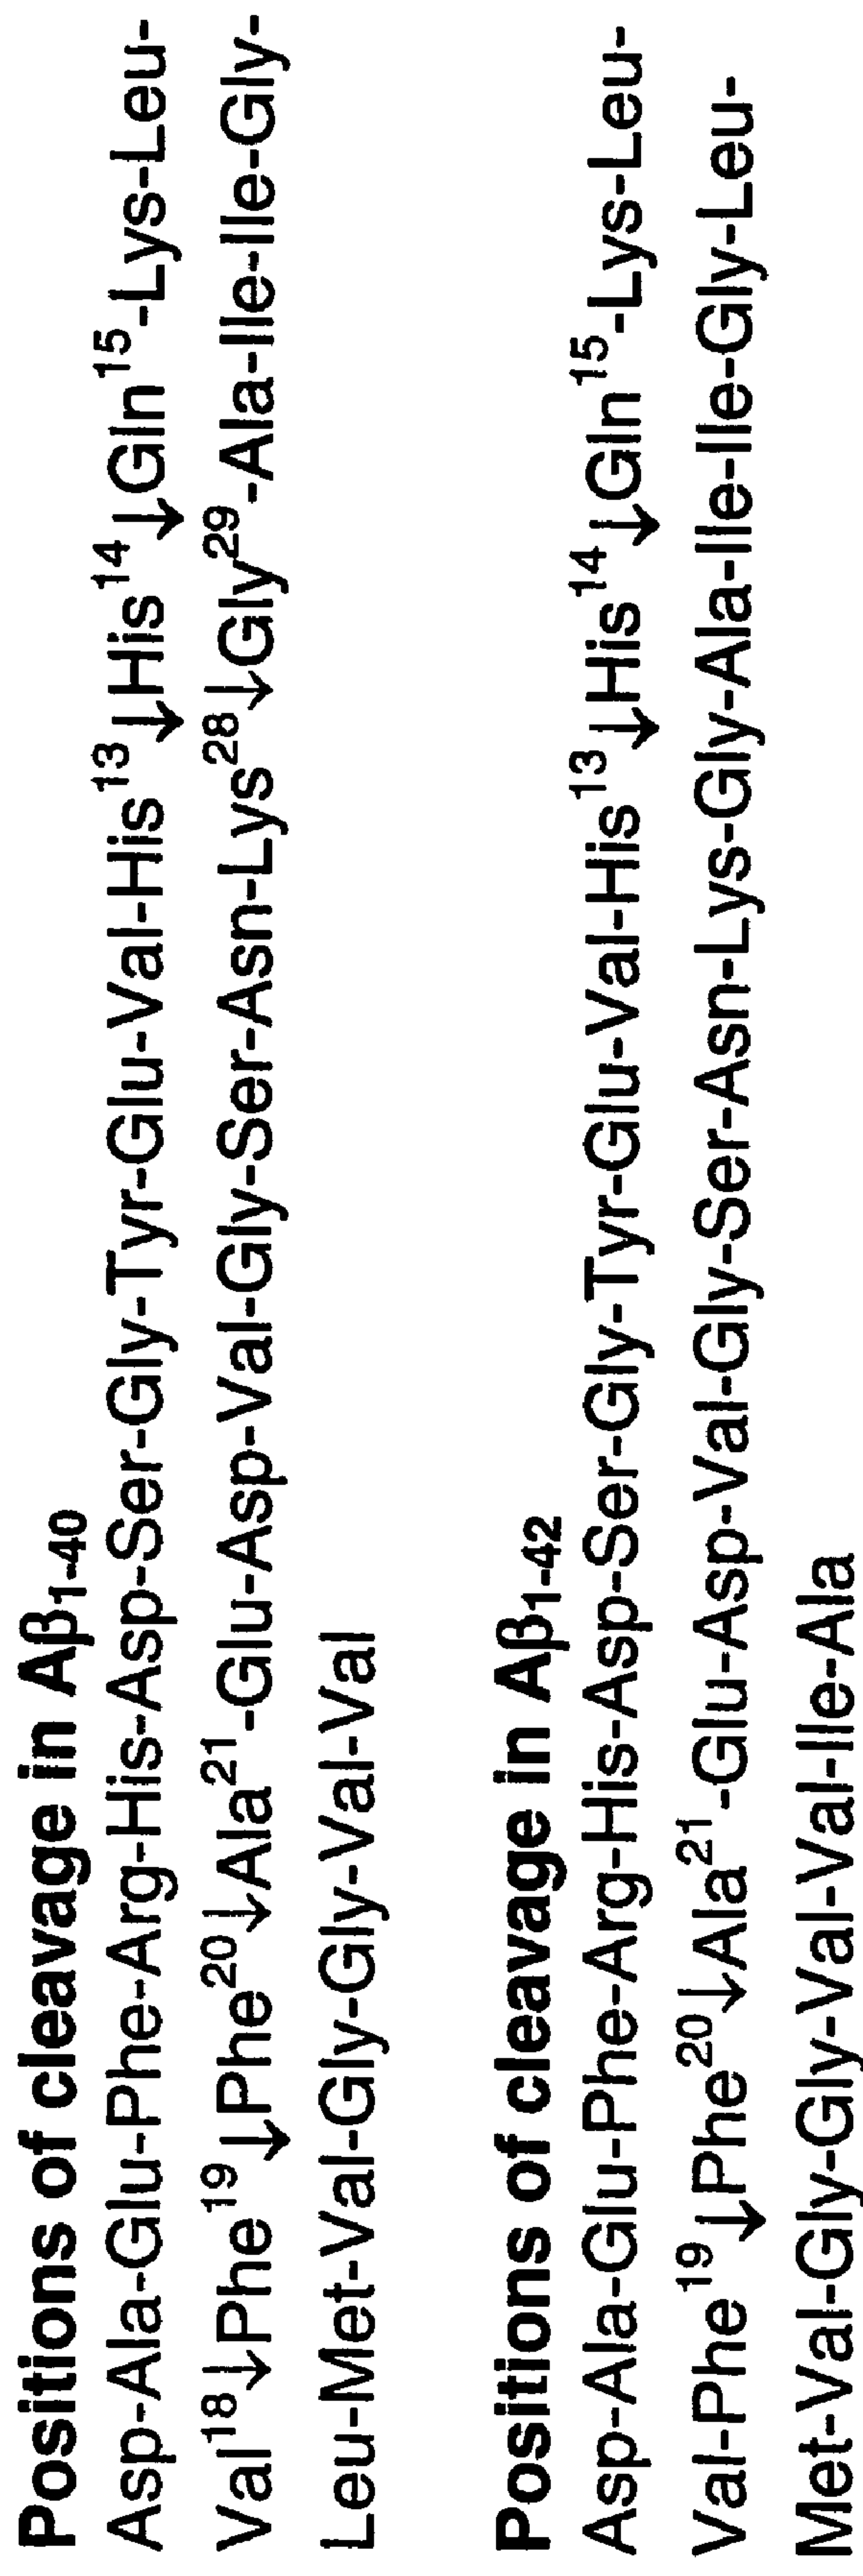 Positions of cleavage in Aβ1-40
Asp-Ala-Glu-Phe-Arg-His-Asp-Ser-Gly-Tyr-Glu-Val-His13↓His14↓Gln15-Lys-Leu-
Val18↓Phe19↓Phe20↓Ala21-Glu-Asp-Val-Gly-Ser-Asn-Lys28↓Gly29-Ala-Ile-Ile-Gly-
Leu-Met-Val-Gly-Gly-Val-Val
Positions of cleavage in Aβ1-42
Asp-Ala-Glu-Phe-Arg-His-Asp-Ser-Gly-Tyr-Glu-Val-His13↓His14↓Gln15-Lys-Leu-
Val-Phe19↓Phe20↓Ala21-Glu-Asp-Val-Gly-Ser-Asn-Lys-Gly-Ala-Ile-Ile-Gly-Leu-
Met-Val-Gly-Gly-Val-Val-Ile-Ala